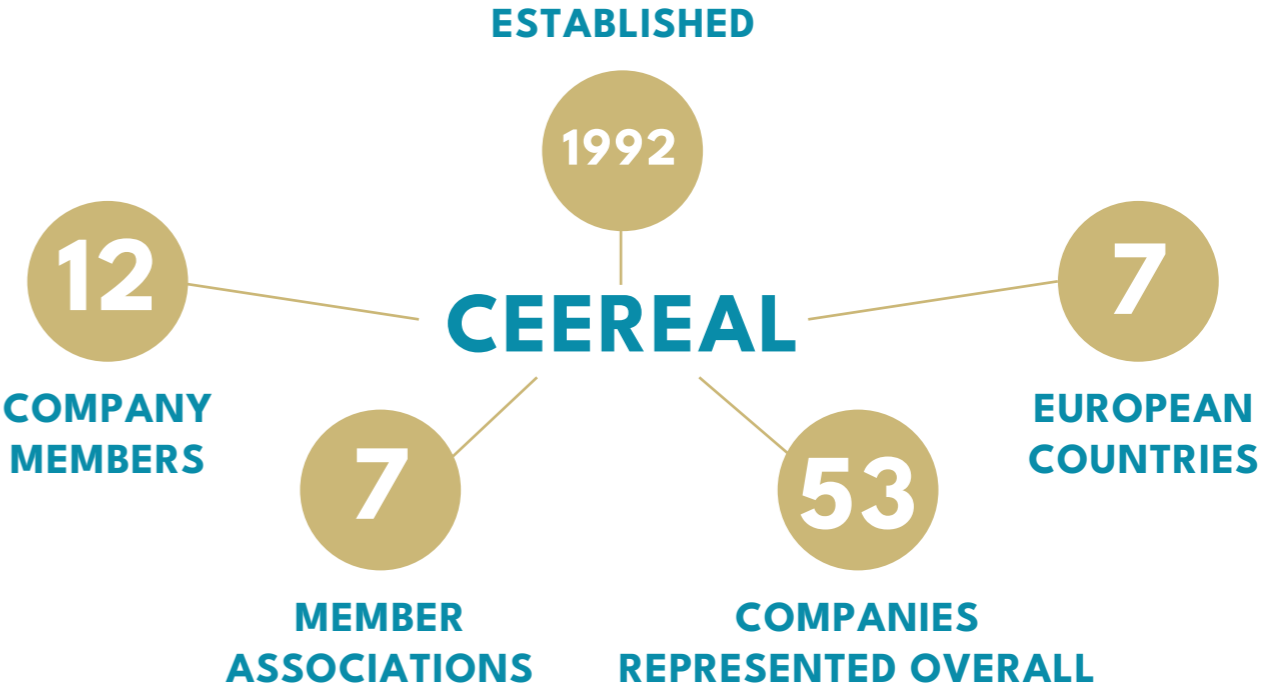 ESTABLISHED
1992
12
COMPANY
MEMBERS
CEEREAL
7
EUROPEAN
COUNTRIES
7
MEMBER
ASSOCIATIONS
53
COMPANIES
REPRESENTED OVERALL